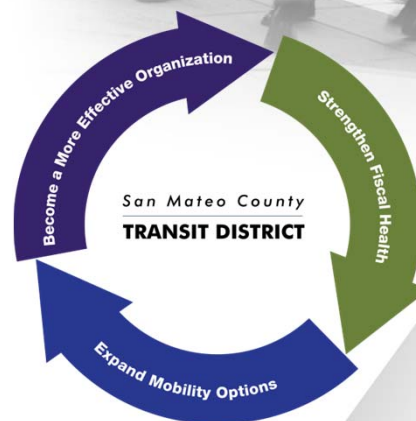 Become a More Effective Organization
Strengthen Fiscal Health
San Mateo County
TRANSIT DISTRICT
Expand Mobility Options